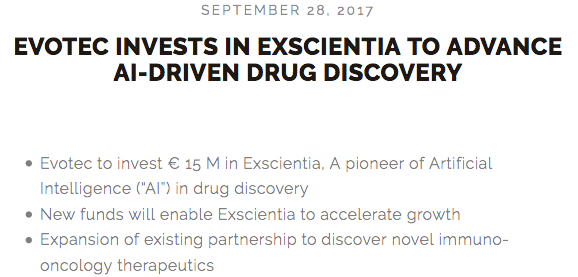 SEPTEMBER 28, 2017
EVOTEC INVESTS IN EXSCIENTIA TO ADVANCE
AI-DRIVEN DRUG DISCOVERY
• Evotec to invest € 15 M in Exscientia, A pioneer of Artificial
Intelligence (“AI”) in drug discovery
• New funds will enable Exscientia to accelerate growth
• Expansion of existing partnership to discover novel immuno-
oncology therapeutics